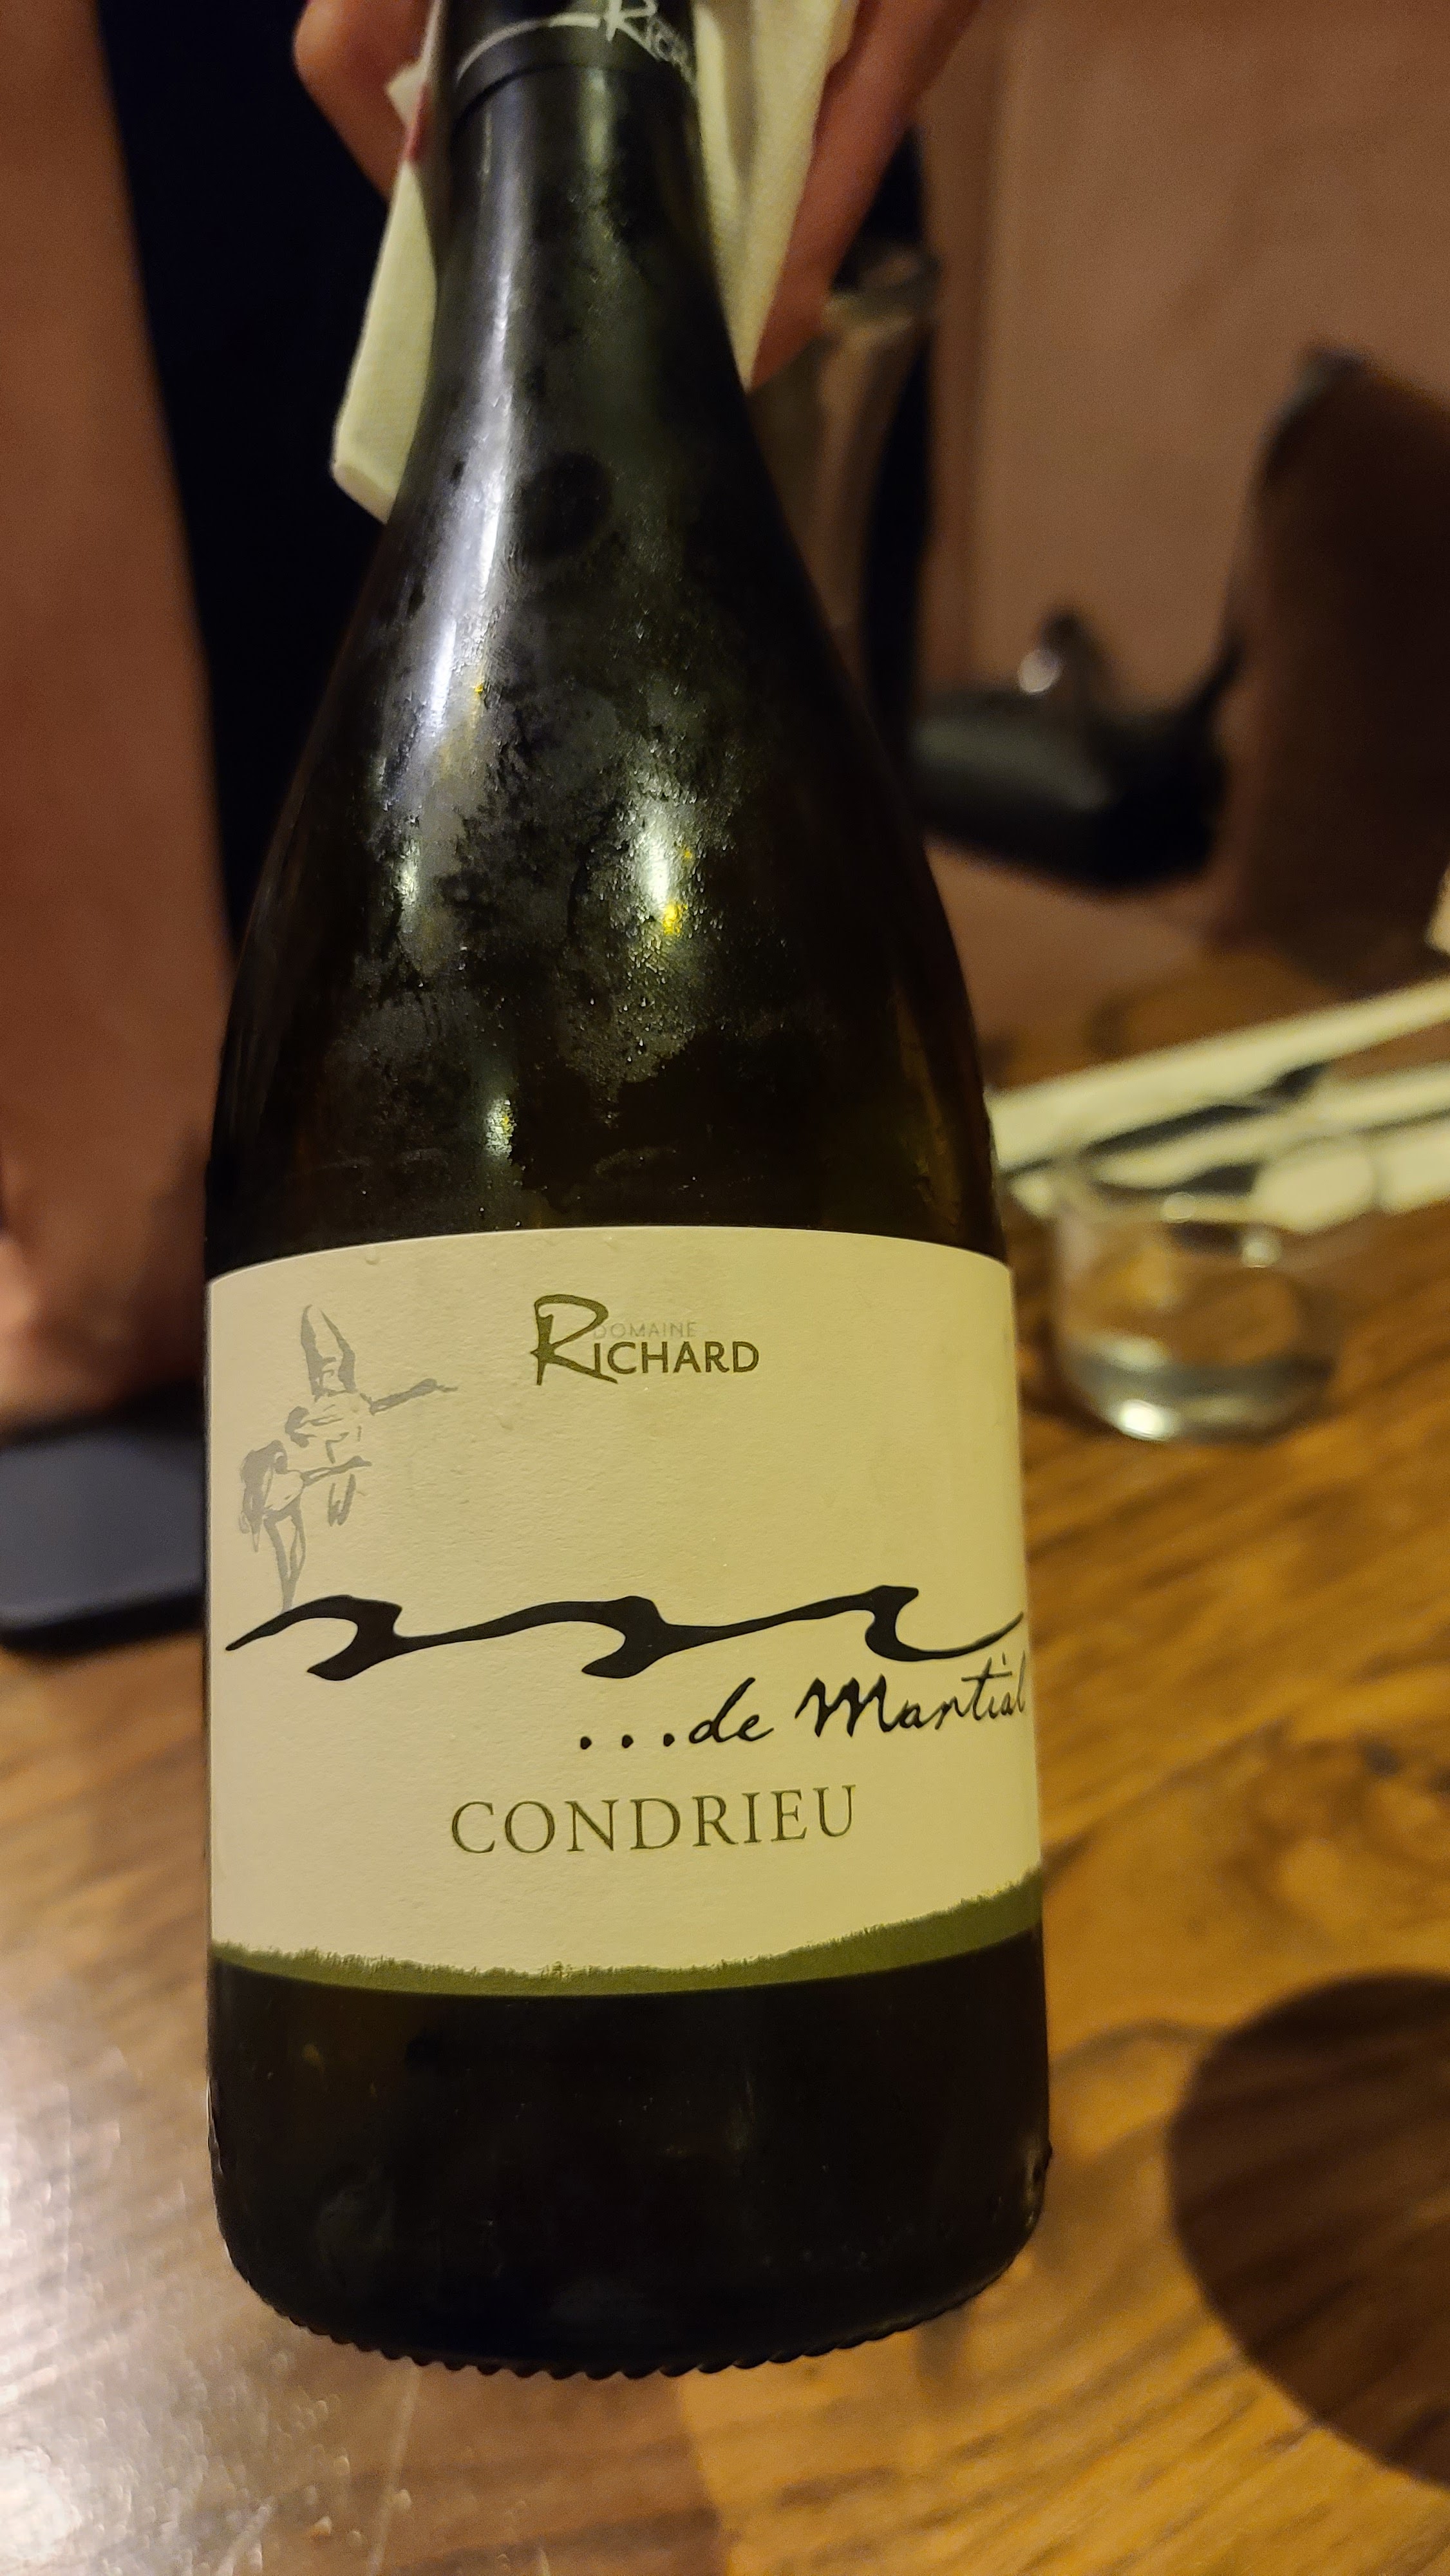 DOMAINE
RICHARD
...de Martial
CONDRIEU